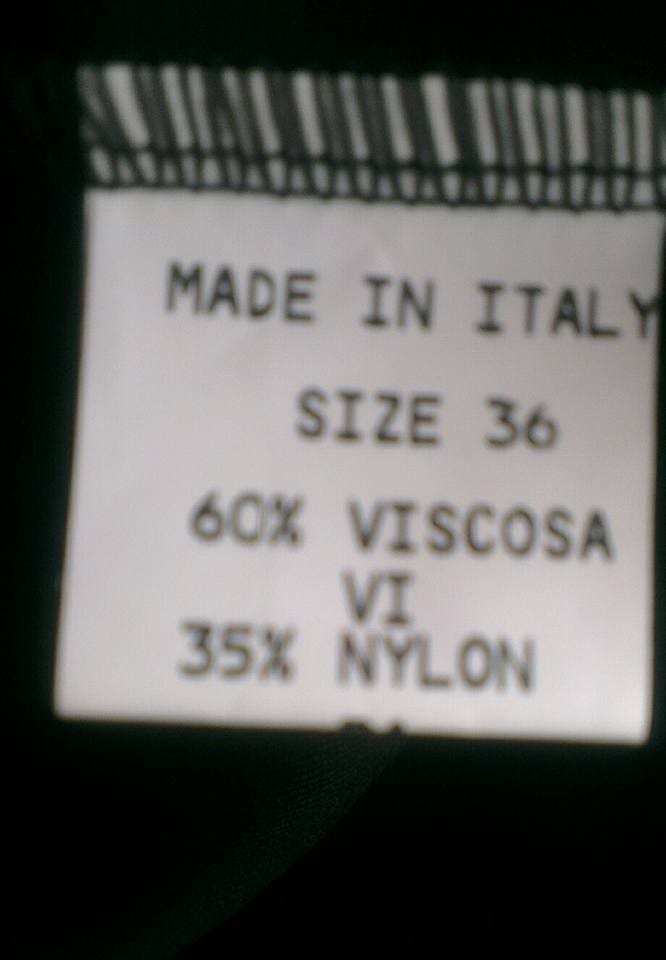 MADE IN ITALY
SIZE 36
60% VISCOSA
VI
35% NYLON